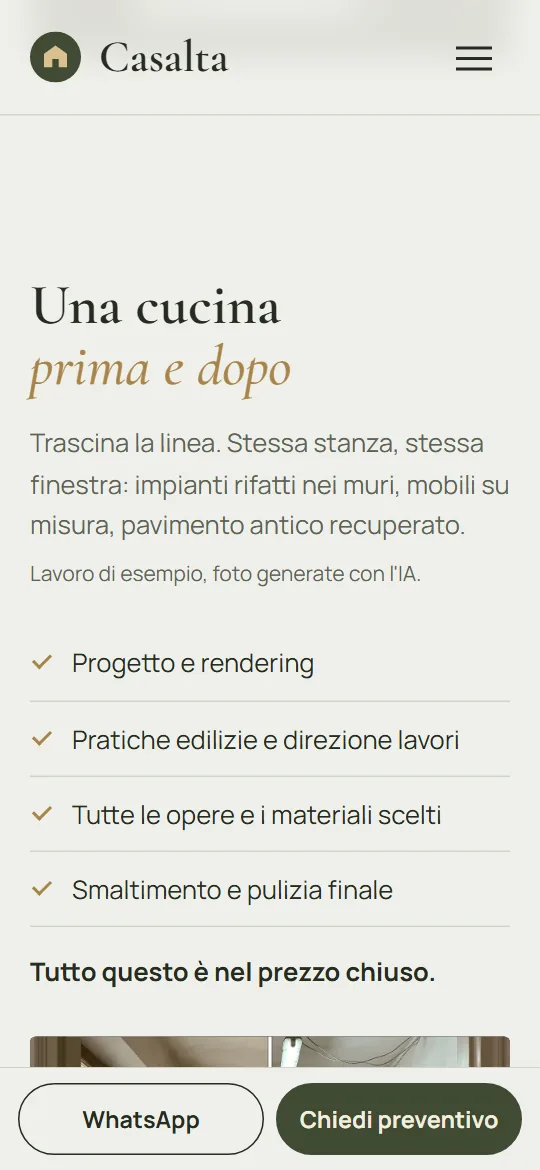 Casalta
Una cucina
prima e dopo
Trascina la linea. Stessa stanza, stessa
finestra: impianti rifatti nei muri, mobili su
misura, pavimento antico recuperato.
Lavoro di esempio, foto generate con l'IA.
Progetto e rendering
Pratiche edilizie e direzione lavori
Tutte le opere e i materiali scelti
Smaltimento e pulizia finale
Tutto questo è nel prezzo chiuso.
WhatsApp
Chiedi preventivo